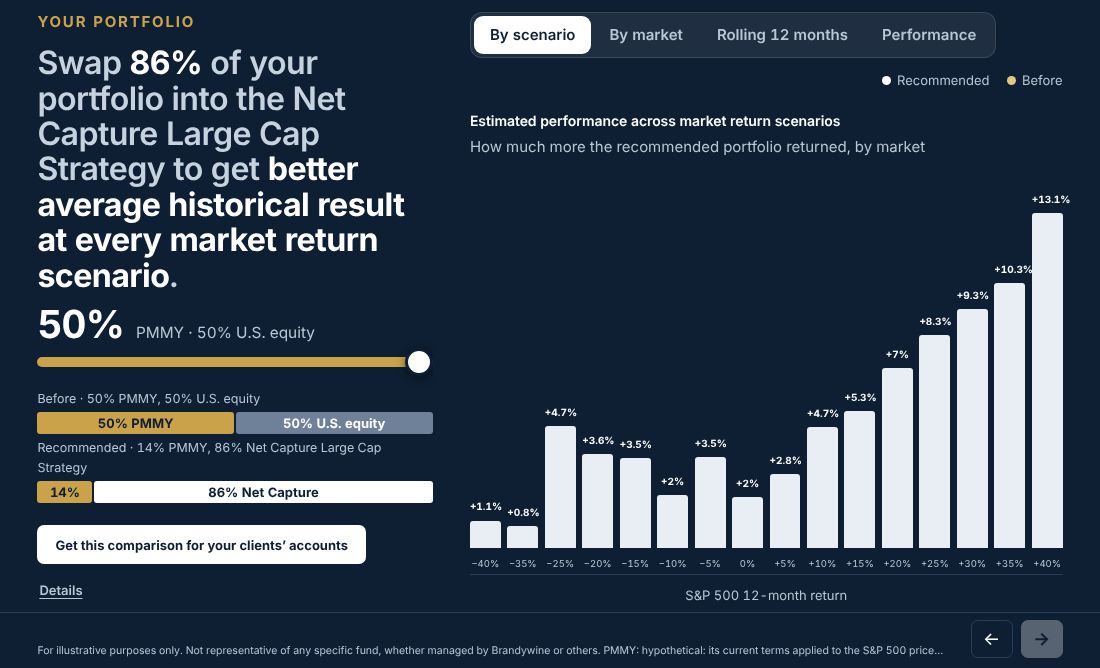 YOUR PORTFOLIO
Swap 86% of your
portfolio into the Net
Capture Large Cap
Strategy to get better
average historical result
at every market return
scenario.
50% PMMY · 50% U.S. equity
Before · 50% PMMY, 50% U.S. equity
50% PMMY 50% U.S. equity
Recommended · 14% PMMY, 86% Net Capture Large Cap
Strategy
14% 86% Net Capture
Get this comparison for your clients’ accounts
Details
By scenario By market Rolling 12 months Performance
Recommended Before
Estimated performance across market return scenarios
How much more the recommended portfolio returned, by market
+1.1% +0.8% +4.7% +3.6% +3.5% +2% +3.5% +2% +2.8% +4.7% +5.3% +7% +8.3% +9.3% +10.3% +13.1%
−40% −35% −25% −20% −15% −10% −5% 0% +5% +10% +15% +20% +25% +30% +35% +40%
S&P 500 12-month return
For illustrative purposes only. Not representative of any specific fund, whether managed by Brandywine or others. PMMY: hypothetical: its current terms applied to the S&P 500 price…
← →